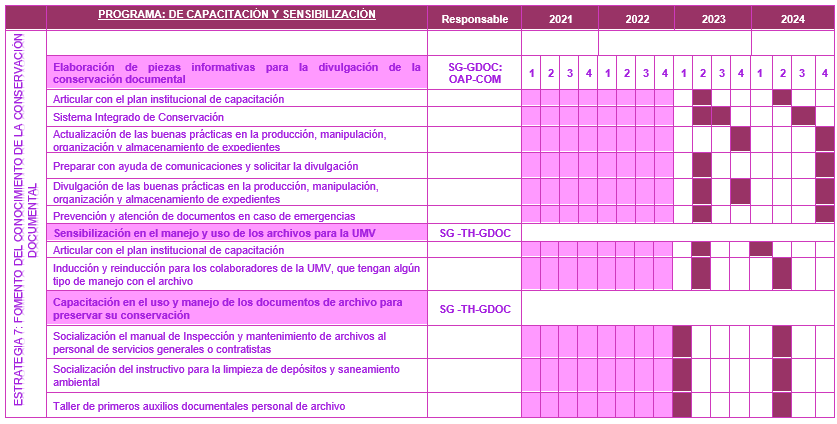 PROGRAMA: DE CAPACITACIÓN Y SENSIBILIZACIÓN Responsable 2021 2022 2023 2024
ESTRATEGIA 7: FOMENTO DEL CONOCIMIENTO DE LA CONSERVACIÓN
DOCUMENTAL
Elaboración de piezas informativas para la divulgación de la
conservación documental
SG-GDOC:
OAP-COM
1 2 3 4 1 2 3 4 1 2 3 4 1 2 3 4
Articular con el plan institucional de capacitación
Sistema Integrado de Conservación
Actualización de las buenas prácticas en la producción, manipulación,
organización y almacenamiento de expedientes
Preparar con ayuda de comunicaciones y solicitar la divulgación
Divulgación de las buenas prácticas en la producción, manipulación,
organización y almacenamiento de expedientes
Prevención y atención de documentos en caso de emergencias
Sensibilización en el manejo y uso de los archivos para la UMV SG -TH-GDOC
Articular con el plan institucional de capacitación
Inducción y reinducción para los colaboradores de la UMV, que tengan algún
tipo de manejo con el archivo
Capacitación en el uso y manejo de los documentos de archivo para
preservar su conservación
SG -TH-GDOC
Socialización el manual de Inspección y mantenimiento de archivos al
personal de servicios generales o contratistas
Socialización del instructivo para la limpieza de depósitos y saneamiento
ambiental
Taller de primeros auxilios documentales personal de archivo